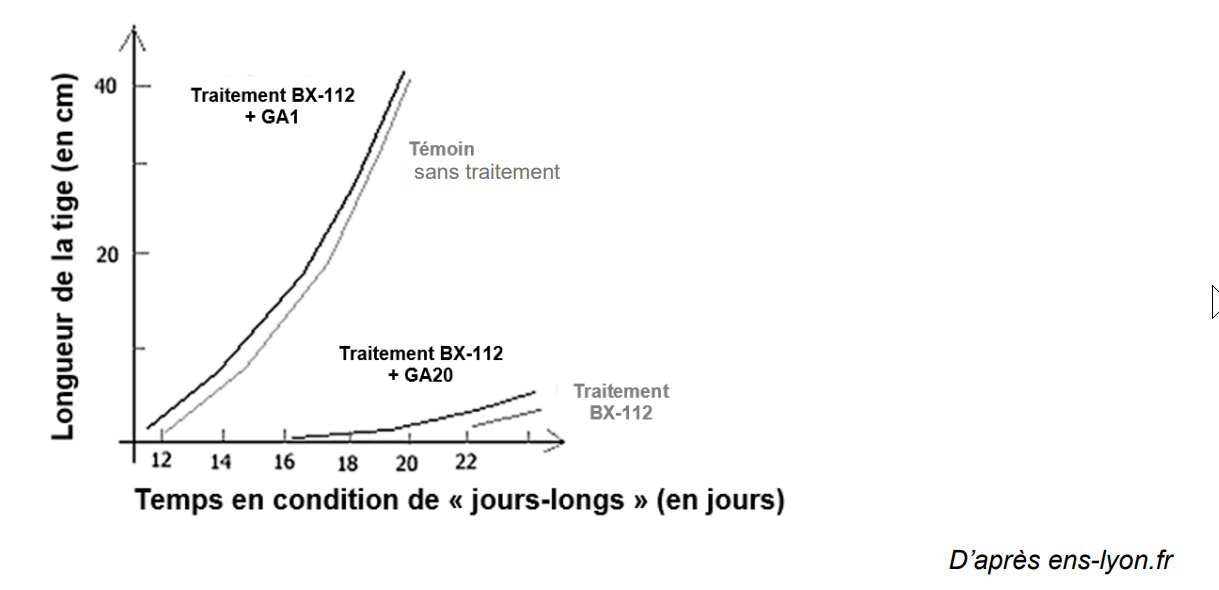 Longueur de la tige (en cm)
40
20
Traitement BX-112
+ GA1
Témoin
sans traitement
Traitement BX-112
+ GA20
Traitement
BX-112
12 14 16 18 20 22
Temps en condition de « jours-longs » (en jours)
D’après ens-lyon.fr